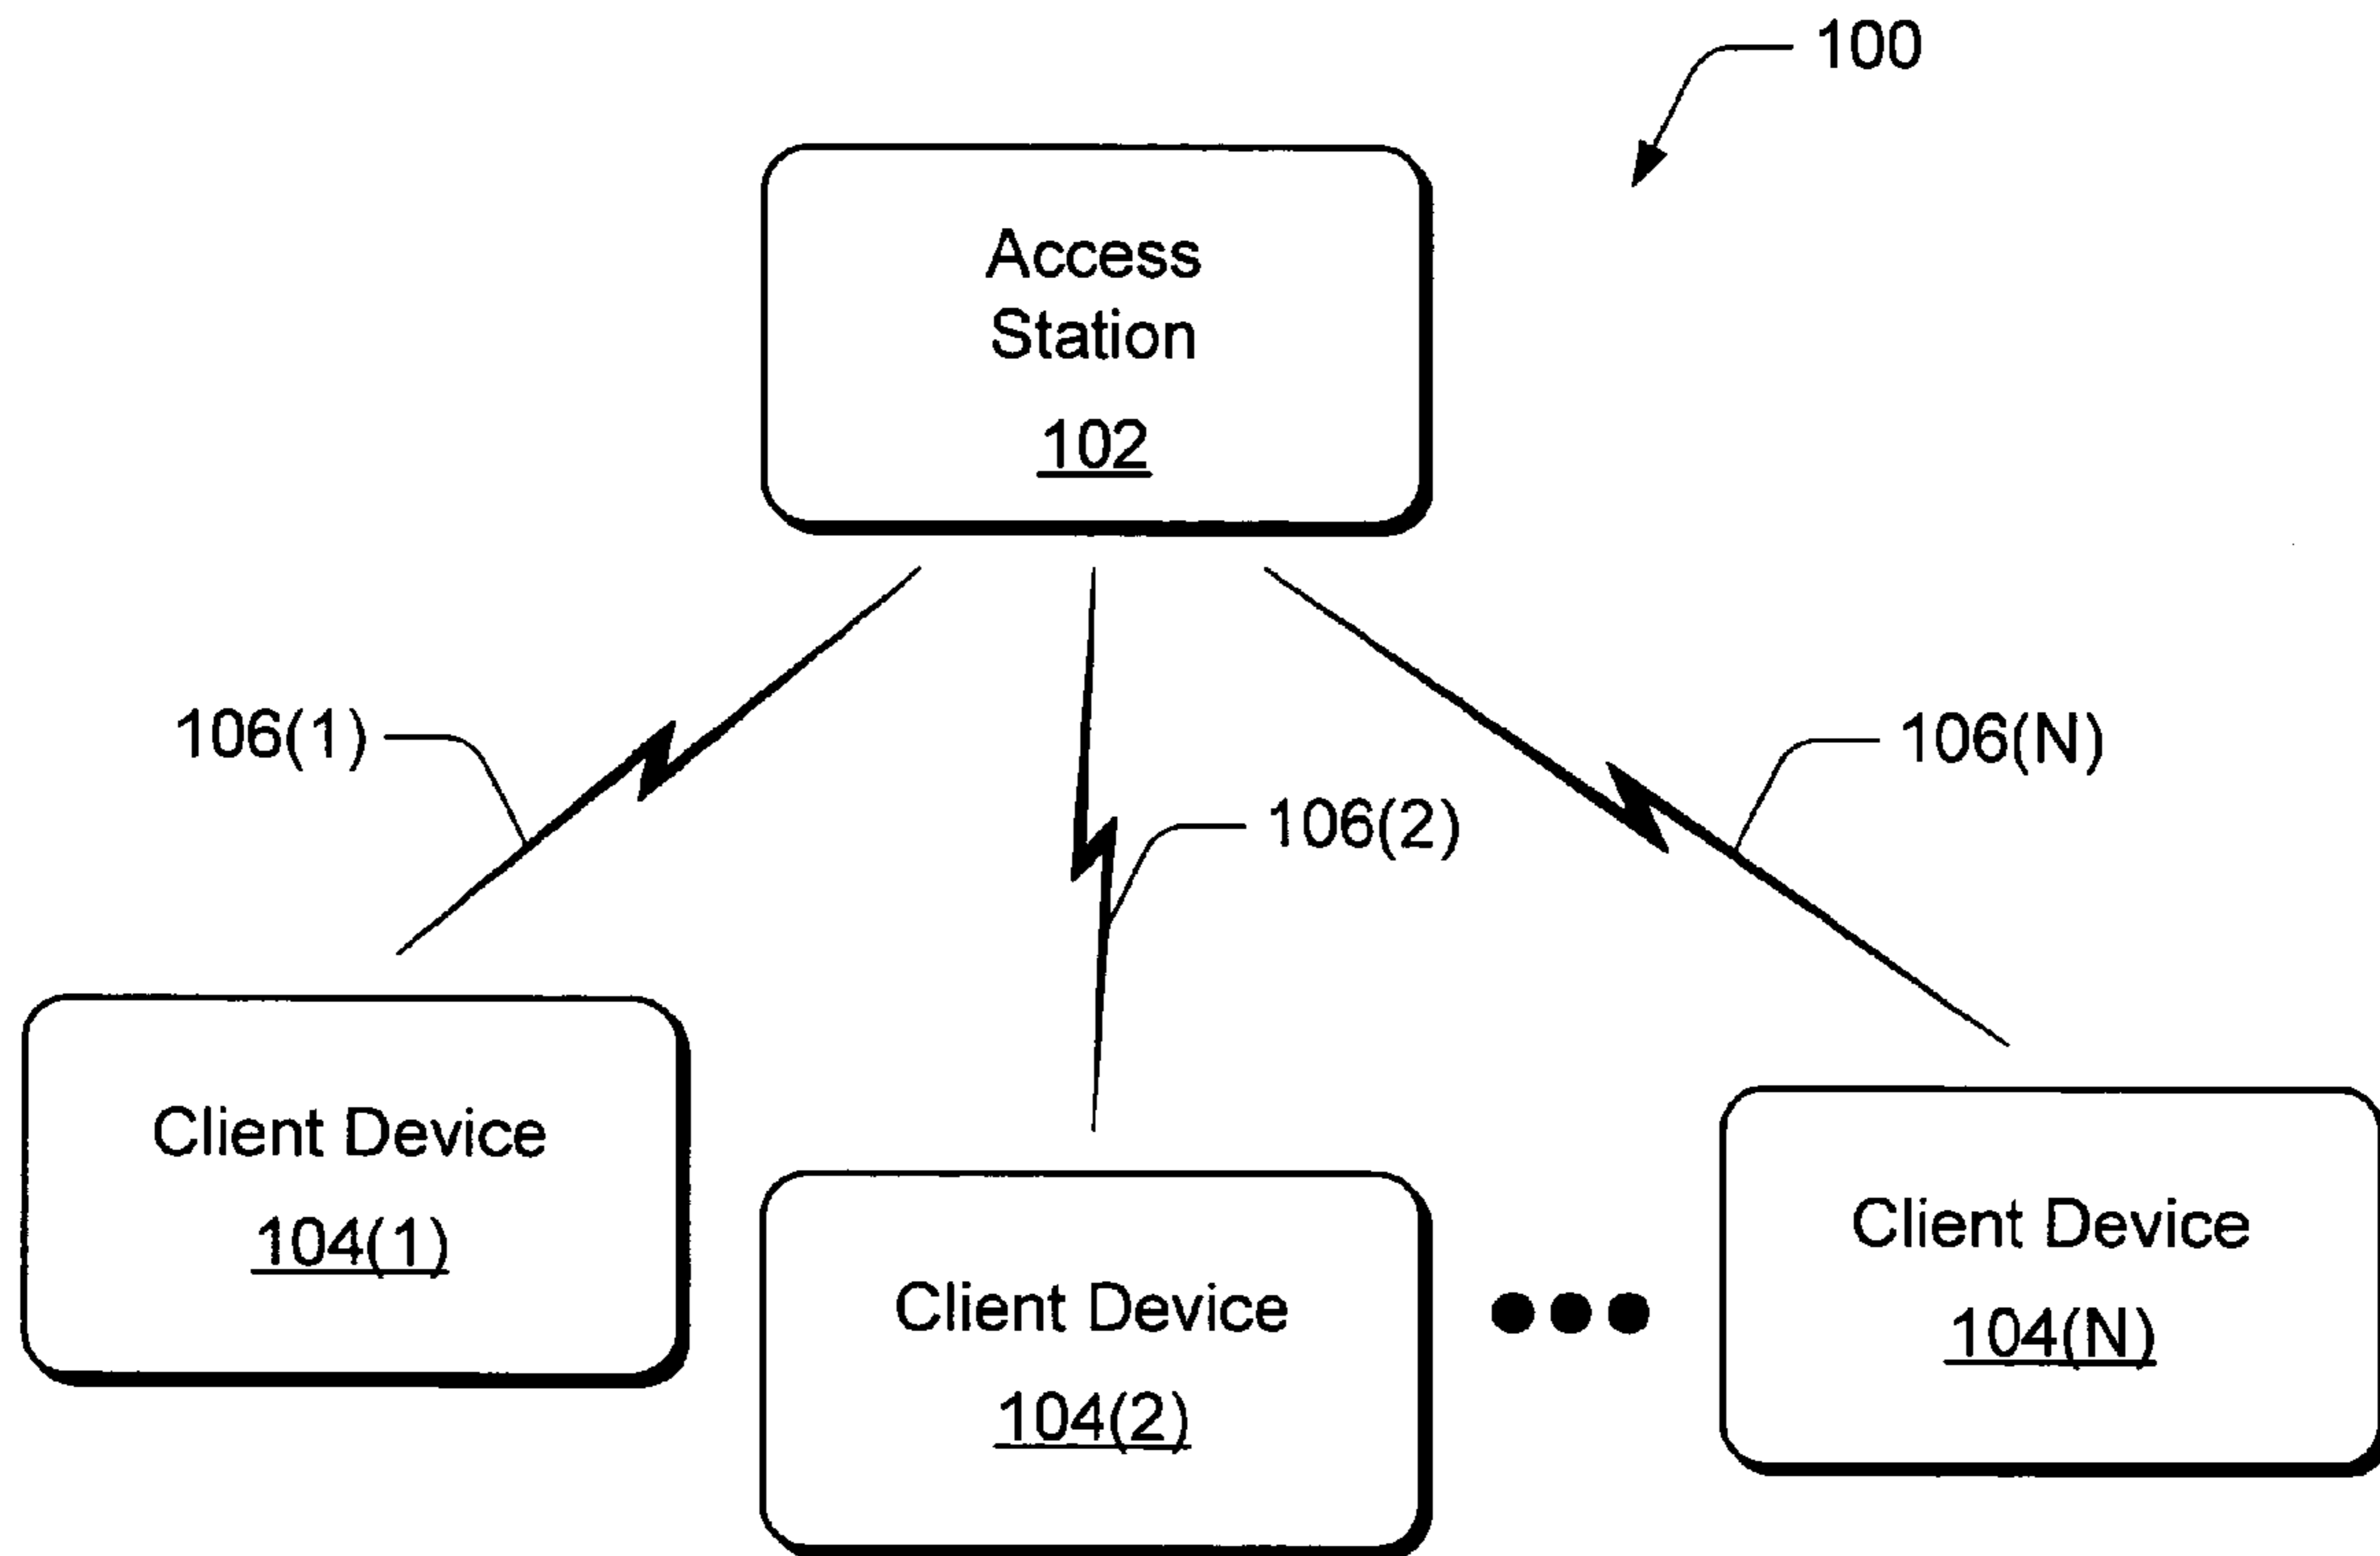 100
Access
Station
102
106(1)
106(2)
106(N)
Client Device
104(1)
Client Device
104(2)
Client Device
104(N)